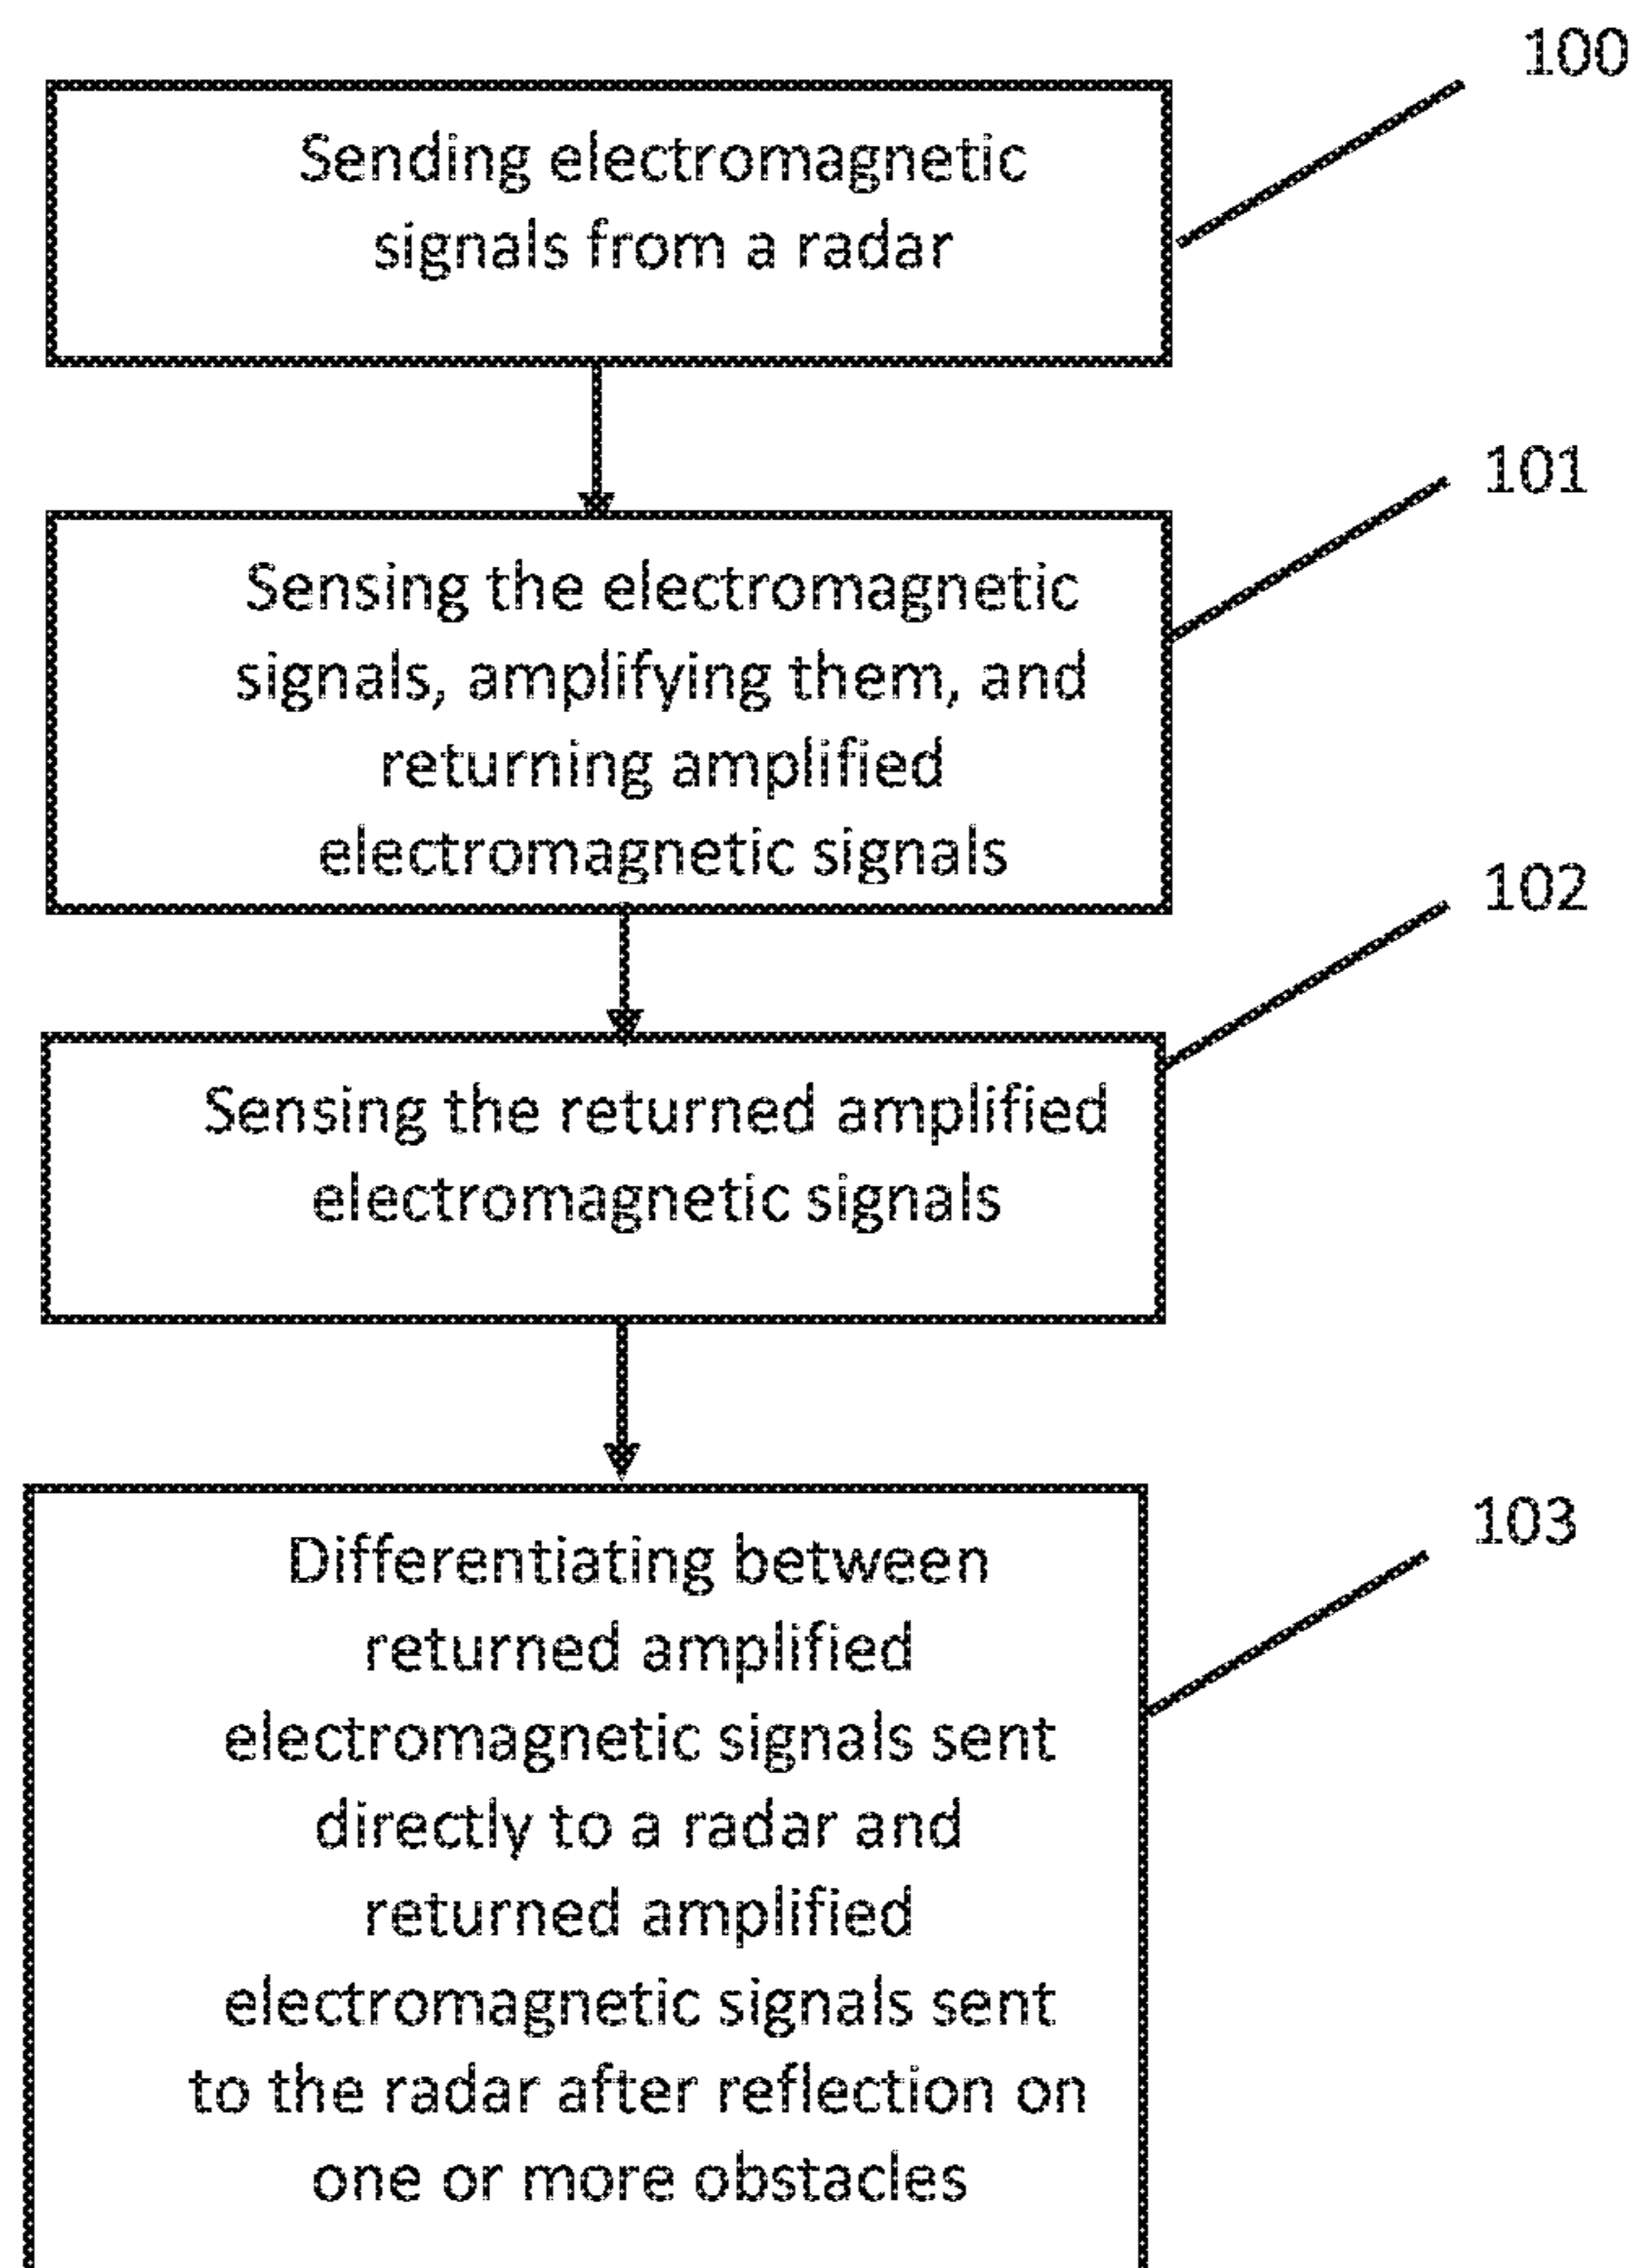 100
Sending electromagnetic
signals from a radar
101
Sensing the electromagnetic
signals, amplifying them, and
returning amplified
electromagnetic signals
102
Sensing the returned amplified
electromagnetic signals
103
Differentiating between
returned amplified
electromagnetic signals sent
directly to a radar and
returned amplified
electromagnetic signals sent
to the radar after reflection on
one or more obstacles